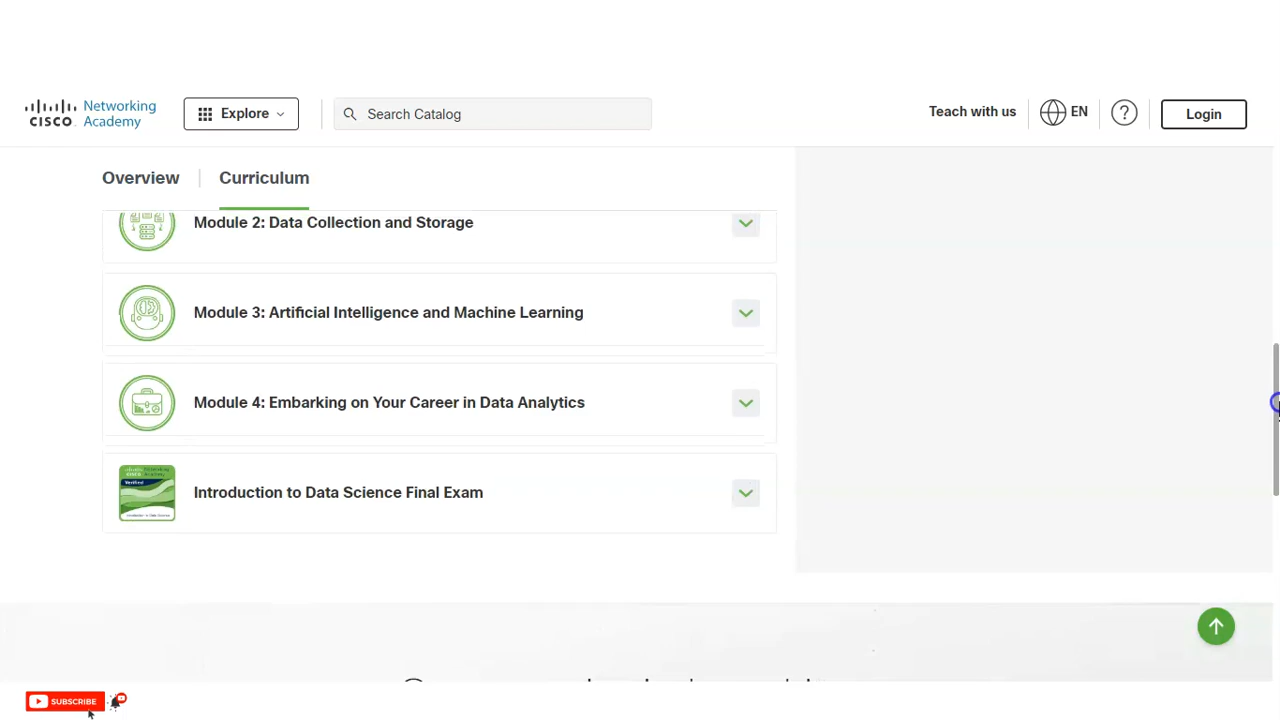 Networking
Academy
CISCO
Explore
Search Catalog
Teach with us
EN
?
Login
Overview
Curriculum
Module 2: Data Collection and Storage
Module 3: Artificial Intelligence and Machine Learning
Module 4: Embarking on Your Career in Data Analytics
Introduction to Data Science Final Exam
SUBSCRIBE